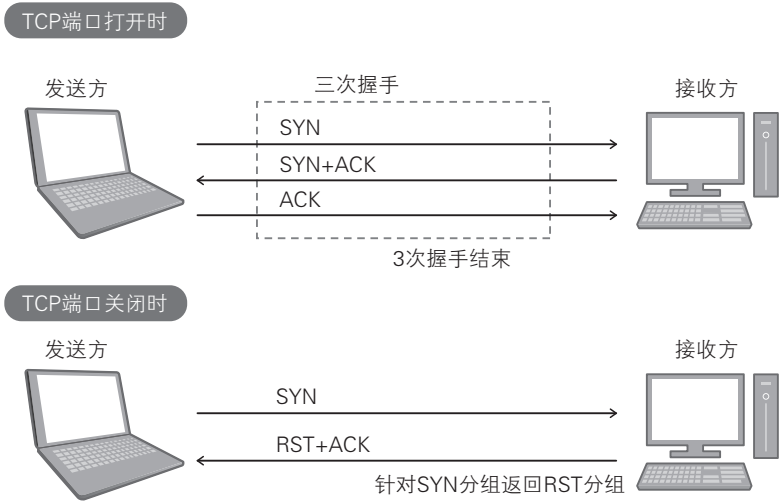 TCP端口打开时
发送方
三次握手
接收方
SYN
SYN+ACK
ACK
3次握手结束
TCP端口关闭时
发送方
接收方
SYN
RST+ACK
针对SYN分组返回RST分组